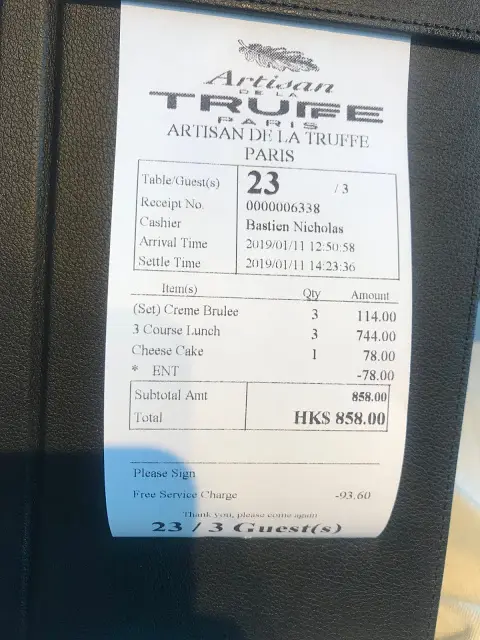 Artisan
DE LA
TRUFFE
PARIS
ARTISAN DE LA TRUFFE
PARIS
Table/Guest(s) 23 / 3
Receipt No. 0000006338
Cashier Bastien Nicholas
Arrival Time 2019/01/11 12:50:58
Settle Time 2019/01/11 14:23:36
Item(s) Qty Amount
(Set) Creme Brulee 3 114.00
3 Course Lunch 3 744.00
Cheese Cake 1 78.00
* ENT -78.00
Subtotal Amt 858.00
Total HK$ 858.00
Please Sign
Free Service Charge -93.60
Thank you, please come again
23 / 3 Guest(s)